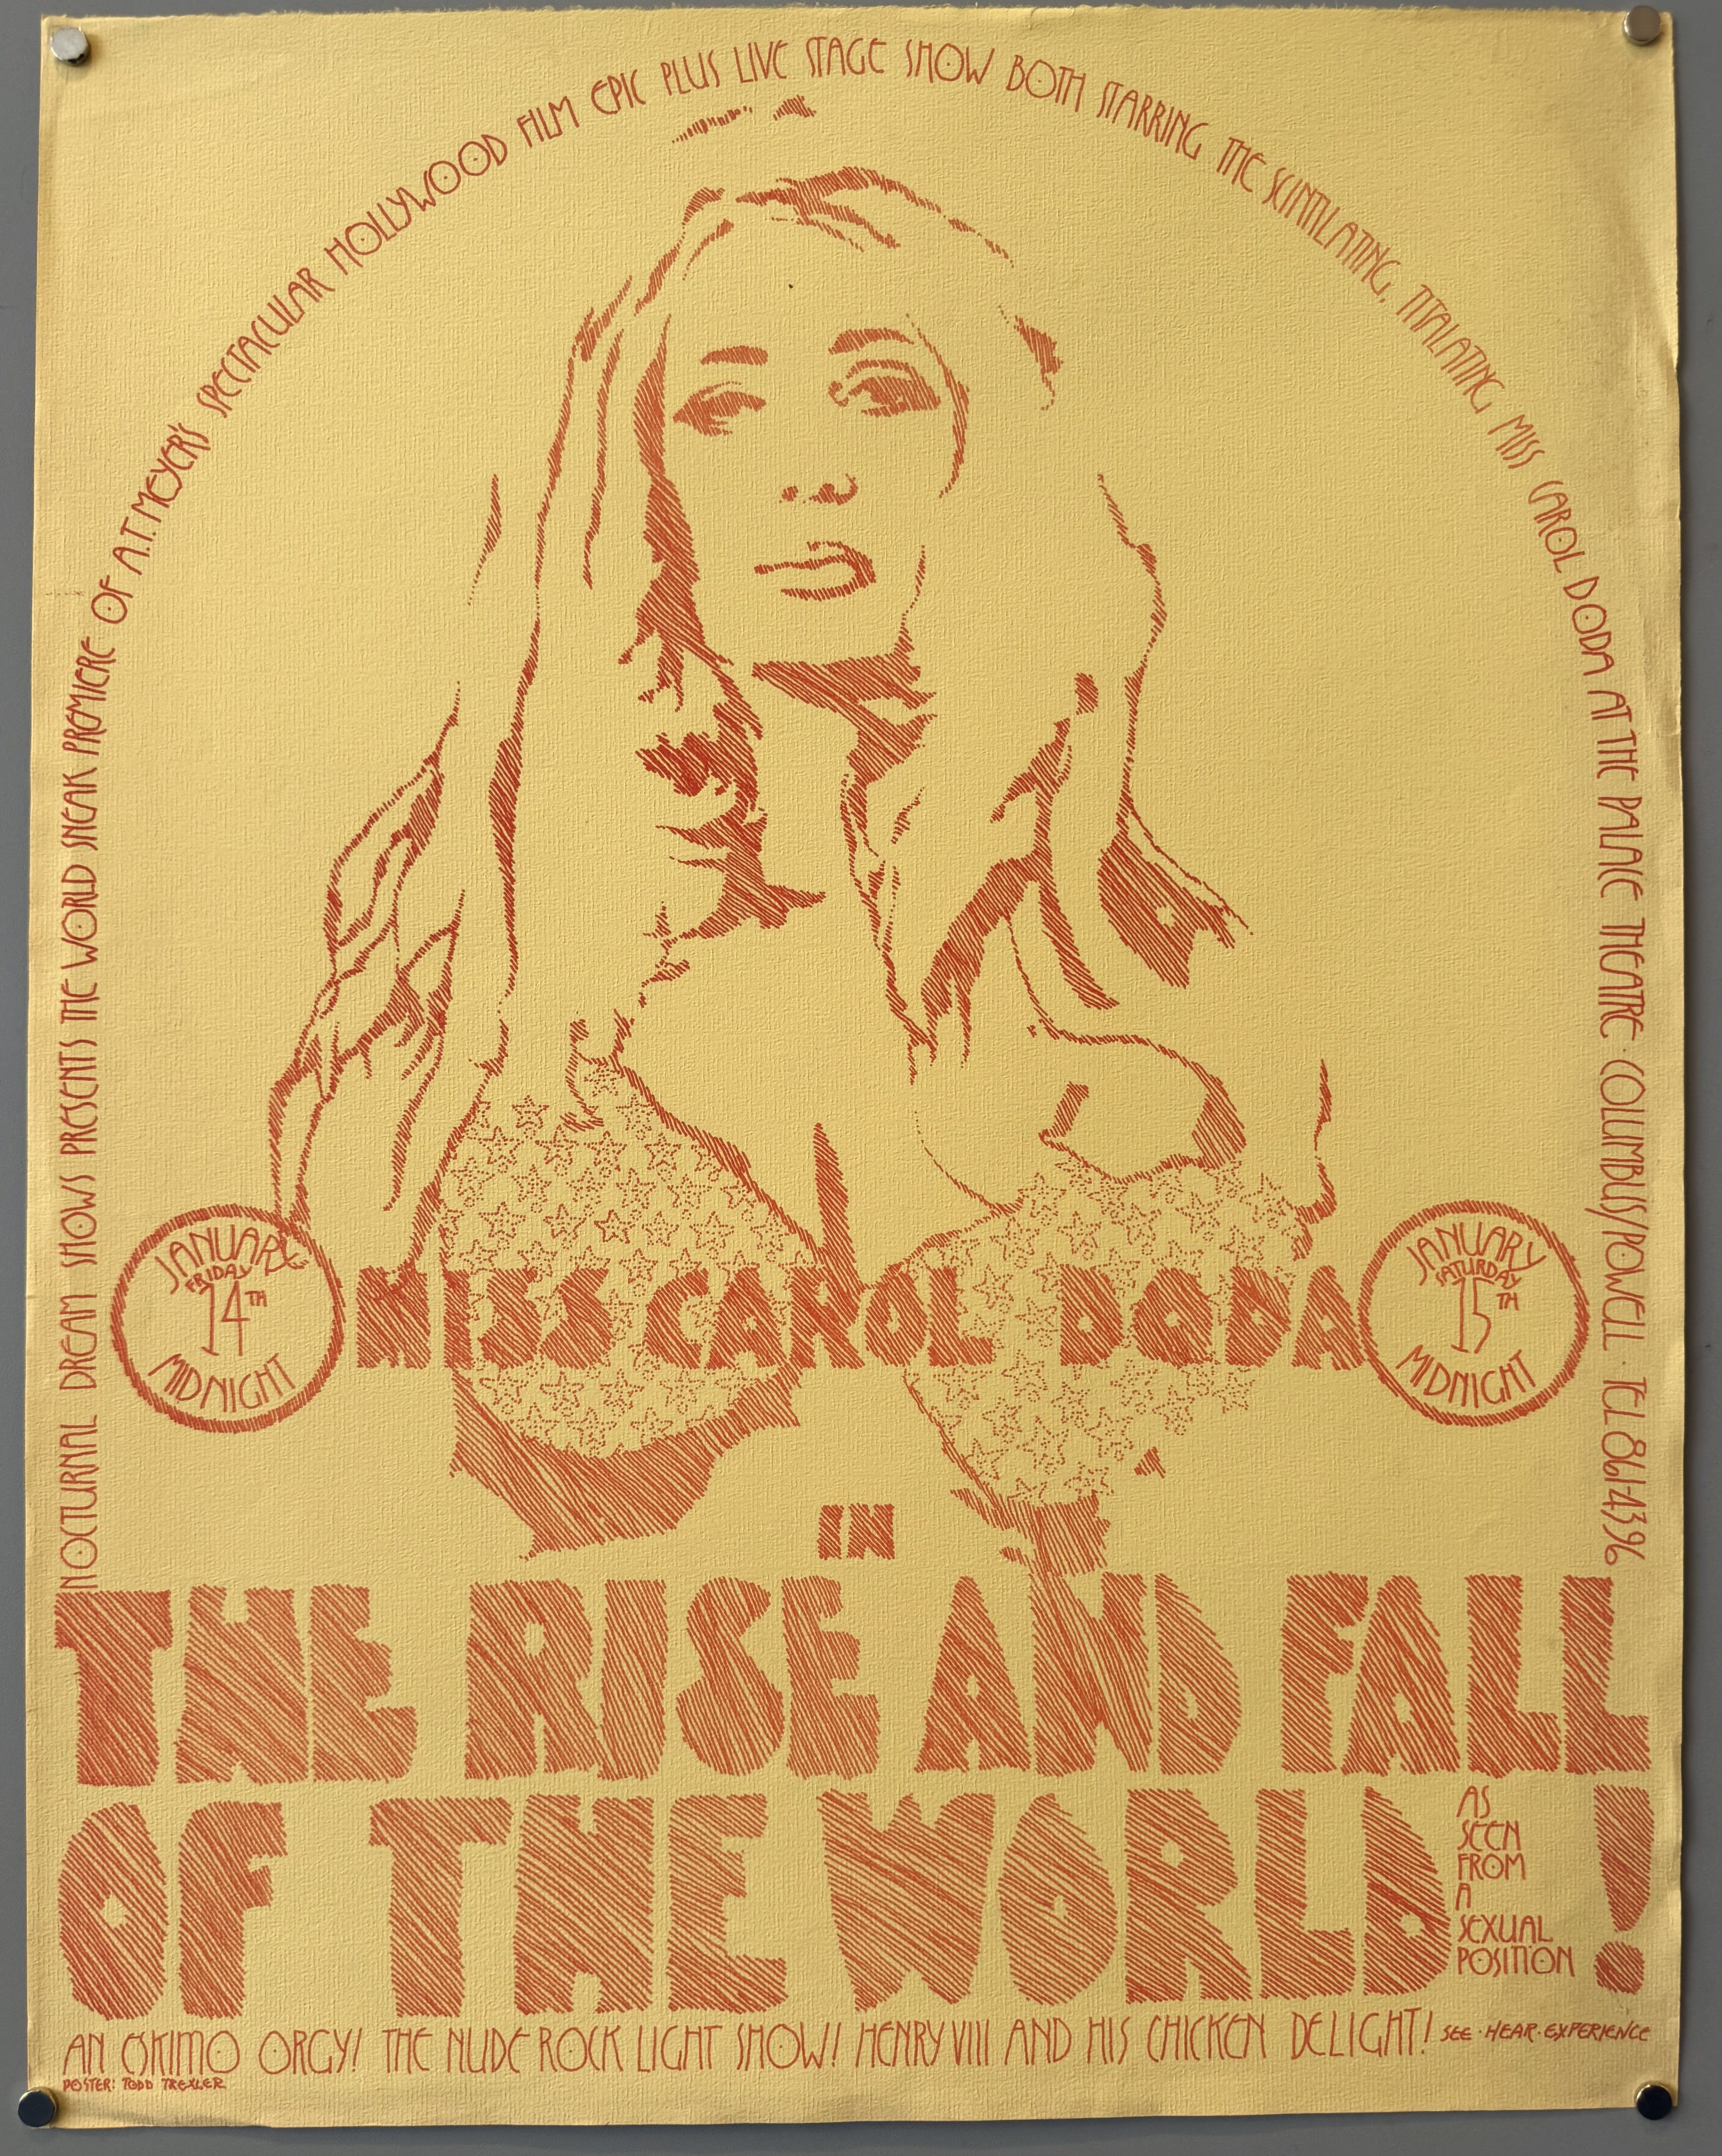 NOCTURNAL DREAM SHOWS PRESENTS THE WORLD SNEAK PREMIERE OF A.T. MEYER'S SPECTACULAR HOLLYWOOD FILM EPIC PLUS LIVE STAGE SHOW BOTH STARRING THE SCINTILATING, TITALATING MISS CAROL DODA AT THE PALACE THEATRE · COLUMBUS/POWELL · TEL 861-4396
JANUARY
FRIDAY
14TH
MIDNIGHT
MISS CAROL DODA
JANUARY
SATURDAY
15TH
MIDNIGHT
IN
THE RISE AND FALL
OF THE WORLD
AS
SEEN
FROM
A
SEXUAL
POSITION
!
AN ESKIMO ORGY! THE NUDE ROCK LIGHT SHOW! HENRY VIII AND HIS CHICKEN DELIGHT! SEE · HEAR · EXPERIENCE
POSTER: TODD TREXLER